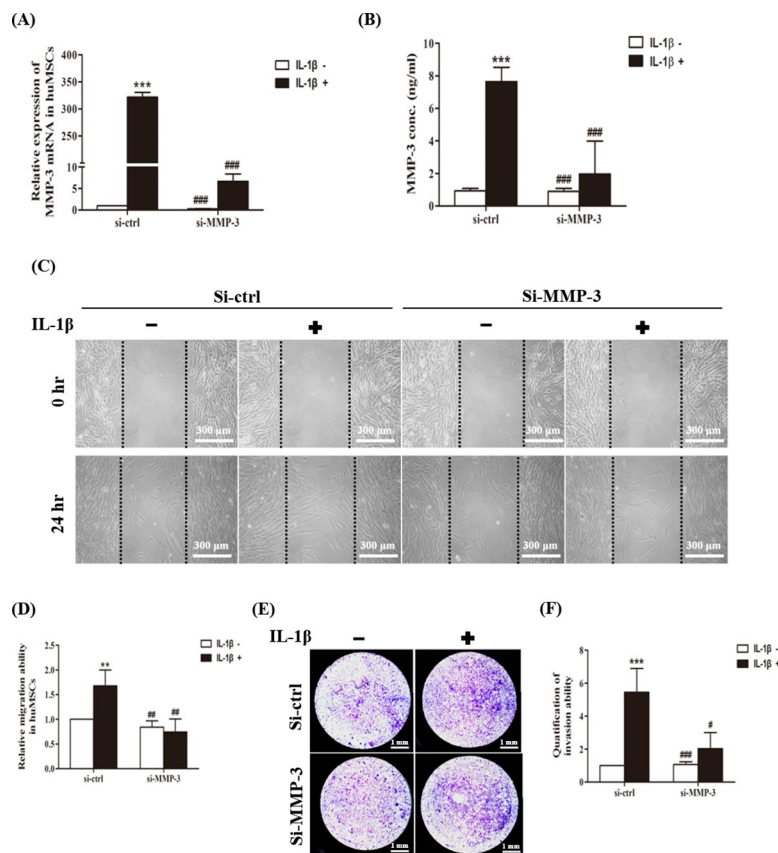 (A)
Relative expression of
MMP-3 mRNA in huMSCs
400
350
300
250
200
150
100
10
5
0
***
###
###
si-ctrl
si-MMP-3
IL-1β -
IL-1β +
(B)
MMP-3 conc. (ng/ml)
10
8
6
4
2
0
***
###
###
si-ctrl
si-MMP-3
IL-1β -
IL-1β +
(C)
Si-ctrl
Si-MMP-3
IL-1β
− + − +
0 hr
300 µm
300 µm
300 µm
300 µm
24 hr
300 µm
300 µm
300 µm
300 µm
(D)
Relative migration ability
in huMSCs
2.5
2.0
1.5
1.0
0.5
0.0
**
##
##
si-ctrl
si-MMP-3
IL-1β -
IL-1β +
(E)
IL-1β
− +
Si-ctrl
1 mm
1 mm
Si-MMP-3
1 mm
1 mm
(F)
Quatification of
invasion ability
8
6
4
2
0
***
###
#
si-ctrl
si-MMP-3
IL-1β -
IL-1β +